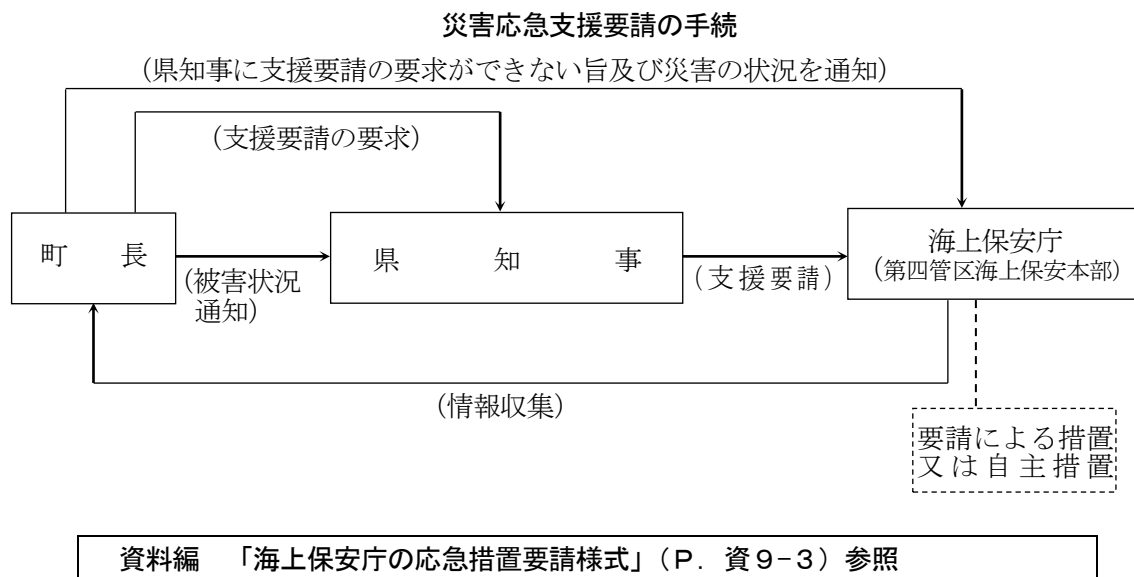 災害応急支援要請の手続
(県知事に支援要請の要求ができない旨及び災害の状況を通知)
(支援要請の要求)
町　　長
県　　知　　事
海上保安庁
(第四管区海上保安本部)
(被害状況
通知)
(支援要請)
(情報収集)
要請による措置
又は自主措置
資料編　「海上保安庁の応急措置要請様式」（Ｐ．資９-３）参照